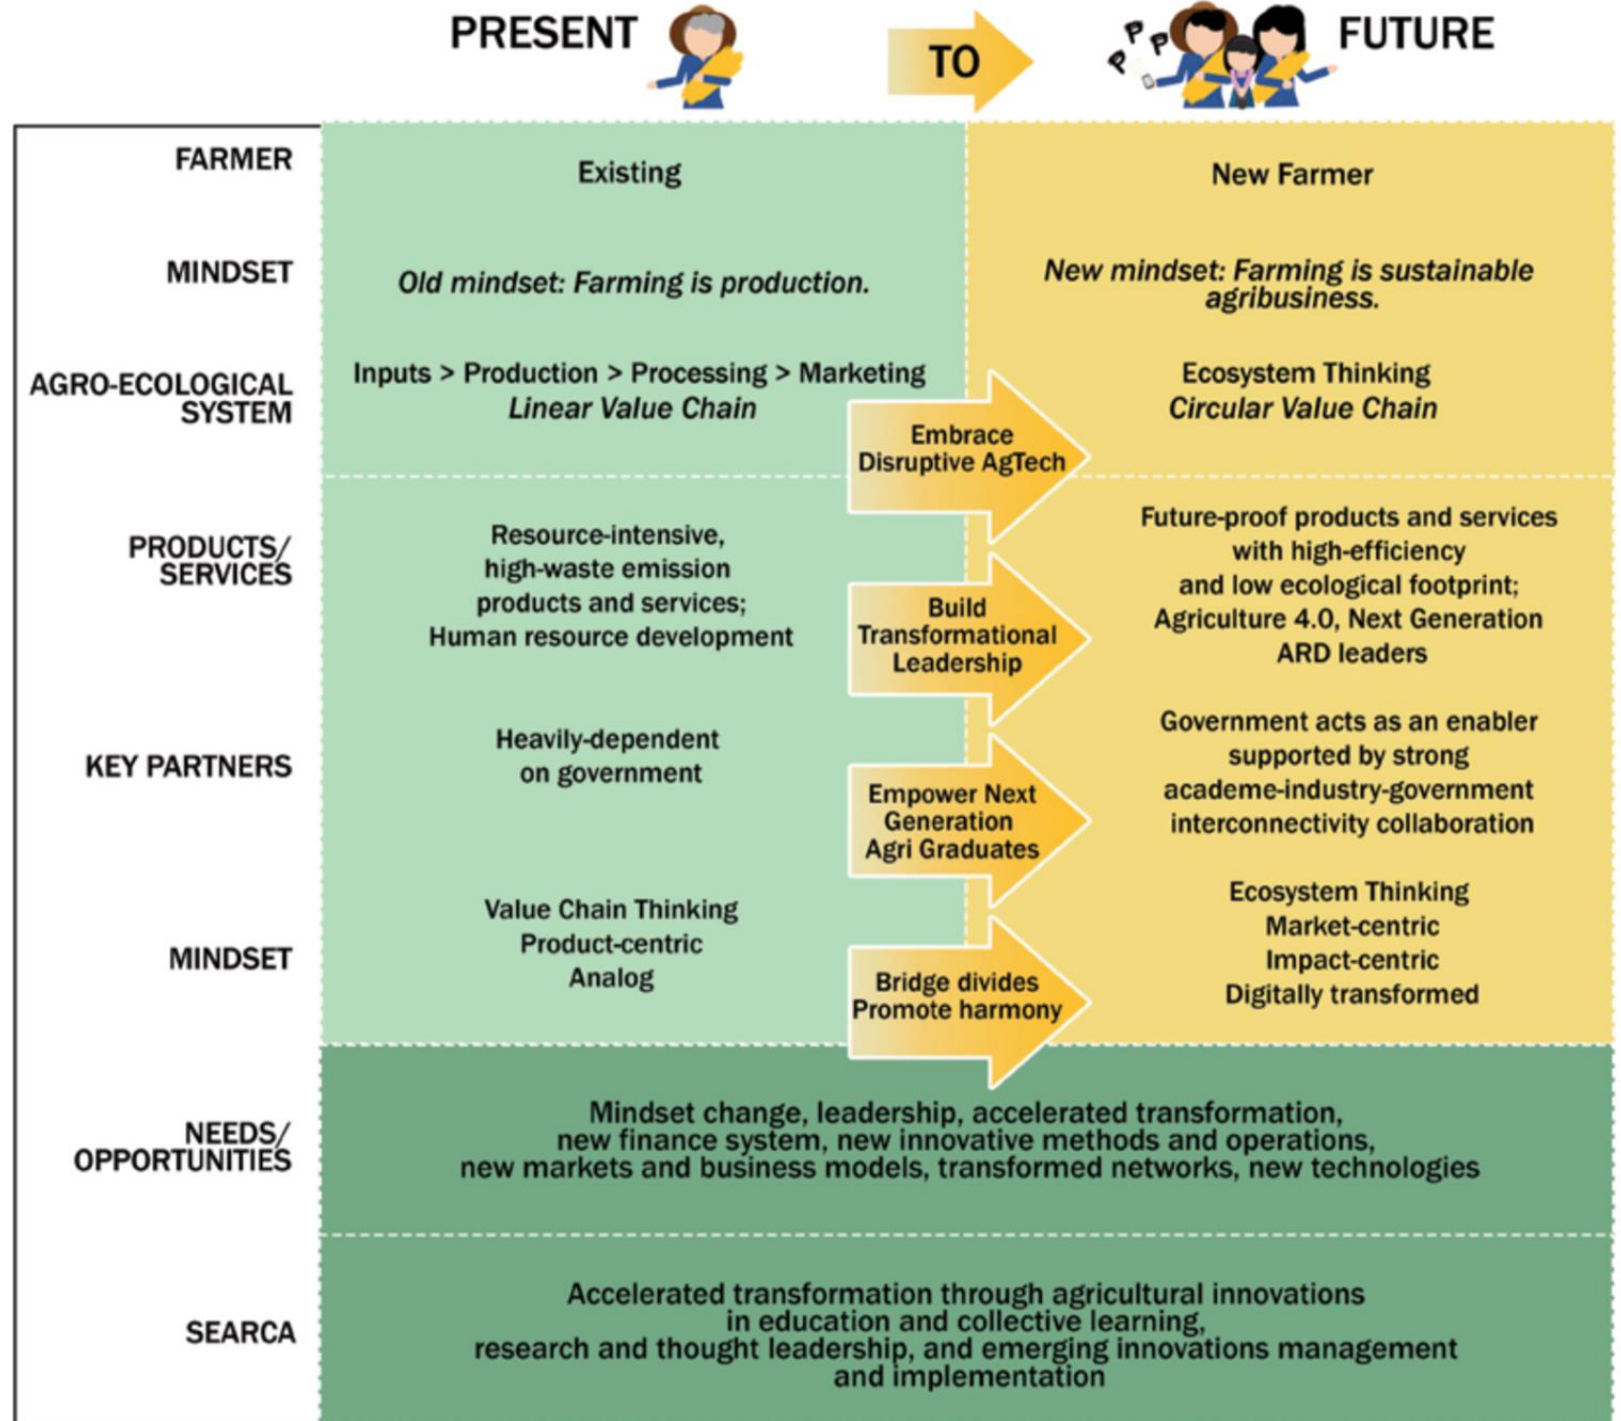 PRESENT
TO
P
P
P
FUTURE
FARMER
Existing
New Farmer
MINDSET
Old mindset: Farming is production.
New mindset: Farming is sustainable
agribusiness.
AGRO-ECOLOGICAL
SYSTEM
Inputs > Production > Processing > Marketing
Linear Value Chain
Ecosystem Thinking
Circular Value Chain
Embrace
Disruptive AgTech
PRODUCTS/
SERVICES
Resource-intensive,
high-waste emission
products and services;
Human resource development
Build
Transformational
Leadership
Future-proof products and services
with high-efficiency
and low ecological footprint;
Agriculture 4.0, Next Generation
ARD leaders
KEY PARTNERS
Heavily-dependent
on government
Empower Next
Generation
Agri Graduates
Government acts as an enabler
supported by strong
academe-industry-government
interconnectivity collaboration
MINDSET
Value Chain Thinking
Product-centric
Analog
Bridge divides
Promote harmony
Ecosystem Thinking
Market-centric
Impact-centric
Digitally transformed
NEEDS/
OPPORTUNITIES
Mindset change, leadership, accelerated transformation,
new finance system, new innovative methods and operations,
new markets and business models, transformed networks, new technologies
SEARCA
Accelerated transformation through agricultural innovations
in education and collective learning,
research and thought leadership, and emerging innovations management
and implementation